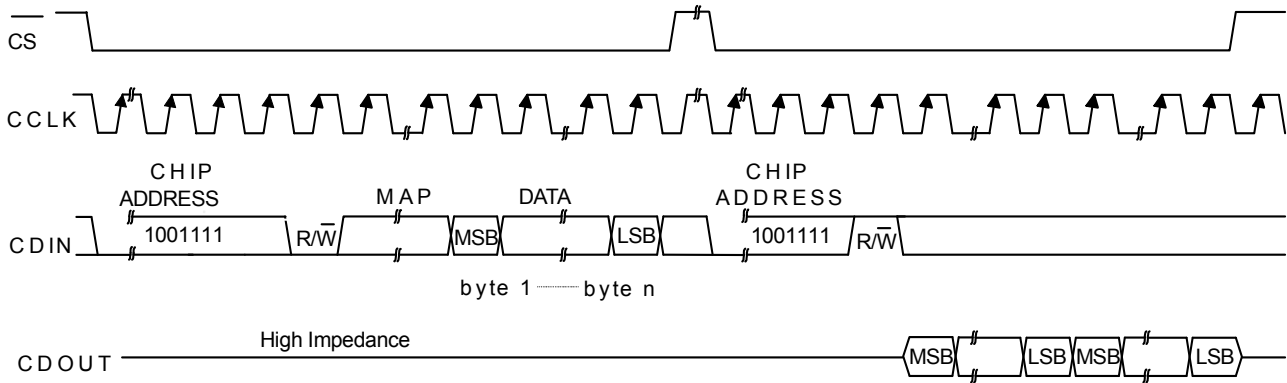 CS
CCLK
CHIP
ADDRESS
MAP
DATA
CHIP
ADDRESS
CDIN
1001111
R/W
MSB
LSB
1001111
R/W
byte 1 byte n
High Impedance
CDOUT
MSB
LSB
MSB
LSB